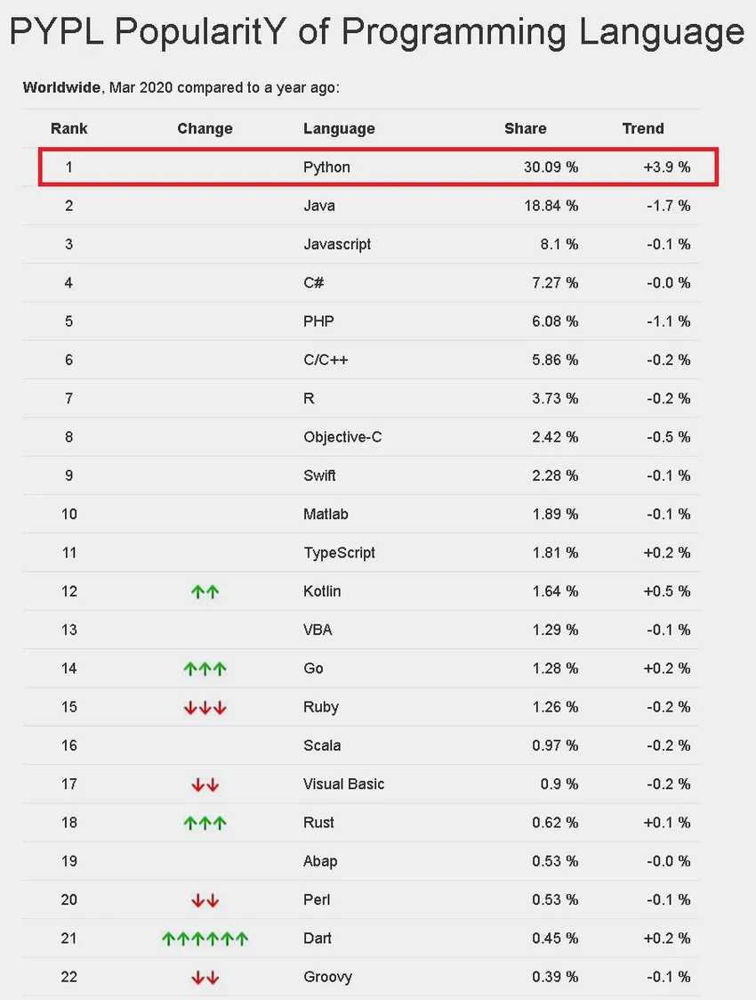 PYPL PopularitY of Programming Language
Worldwide, Mar 2020 compared to a year ago:
Rank Change Language Share Trend
1 Python 30.09 % +3.9 %
2 Java 18.84 % -1.7 %
3 Javascript 8.1 % -0.1 %
4 C# 7.27 % -0.0 %
5 PHP 6.08 % -1.1 %
6 C/C++ 5.86 % -0.2 %
7 R 3.73 % -0.2 %
8 Objective-C 2.42 % -0.5 %
9 Swift 2.28 % -0.1 %
10 Matlab 1.89 % -0.1 %
11 TypeScript 1.81 % +0.2 %
12 ↑↑ Kotlin 1.64 % +0.5 %
13 VBA 1.29 % -0.1 %
14 ↑↑↑ Go 1.28 % +0.2 %
15 ↓↓↓ Ruby 1.26 % -0.2 %
16 Scala 0.97 % -0.2 %
17 ↓↓ Visual Basic 0.9 % -0.2 %
18 ↑↑↑ Rust 0.62 % +0.1 %
19 Abap 0.53 % -0.0 %
20 ↓↓ Perl 0.53 % -0.1 %
21 ↑↑↑↑↑↑ Dart 0.45 % +0.2 %
22 ↓↓ Groovy 0.39 % -0.1 %